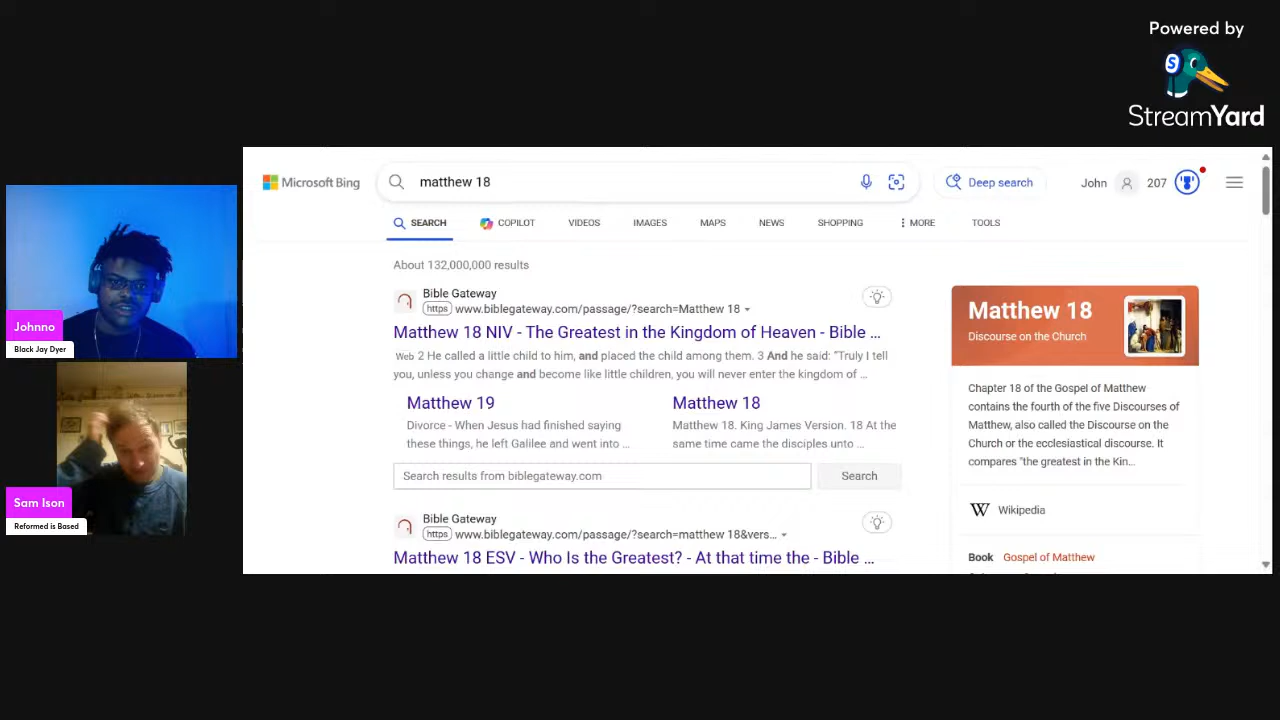 Powered by
StreamYard
Microsoft Bing
matthew 18
Deep search
John
207
SEARCH
COPILOT
VIDEOS
IMAGES
MAPS
NEWS
SHOPPING
MORE
TOOLS
About 132,000,000 results
Bible Gateway
https www.biblegateway.com/passage/?search=Matthew 18
Matthew 18 NIV - The Greatest in the Kingdom of Heaven - Bible ...
Web 2 He called a little child to him, and placed the child among them. 3 And he said: “Truly I tell
you, unless you change and become like little children, you will never enter the kingdom of ...
Matthew 19
Divorce - When Jesus had finished saying
these things, he left Galilee and went into ...
Matthew 18
Matthew 18. King James Version. 18 At the
same time came the disciples unto ...
Search results from biblegateway.com
Search
Bible Gateway
https www.biblegateway.com/passage/?search=matthew 18&vers...
Matthew 18 ESV - Who Is the Greatest? - At that time the - Bible ...
Matthew 18
Discourse on the Church
Chapter 18 of the Gospel of Matthew
contains the fourth of the five Discourses of
Matthew, also called the Discourse on the
Church or the ecclesiastical discourse. It
compares "the greatest in the Kin...
Wikipedia
Book Gospel of Matthew
Johnno
Black Jay Dyer
Sam Ison
Reformed is Based